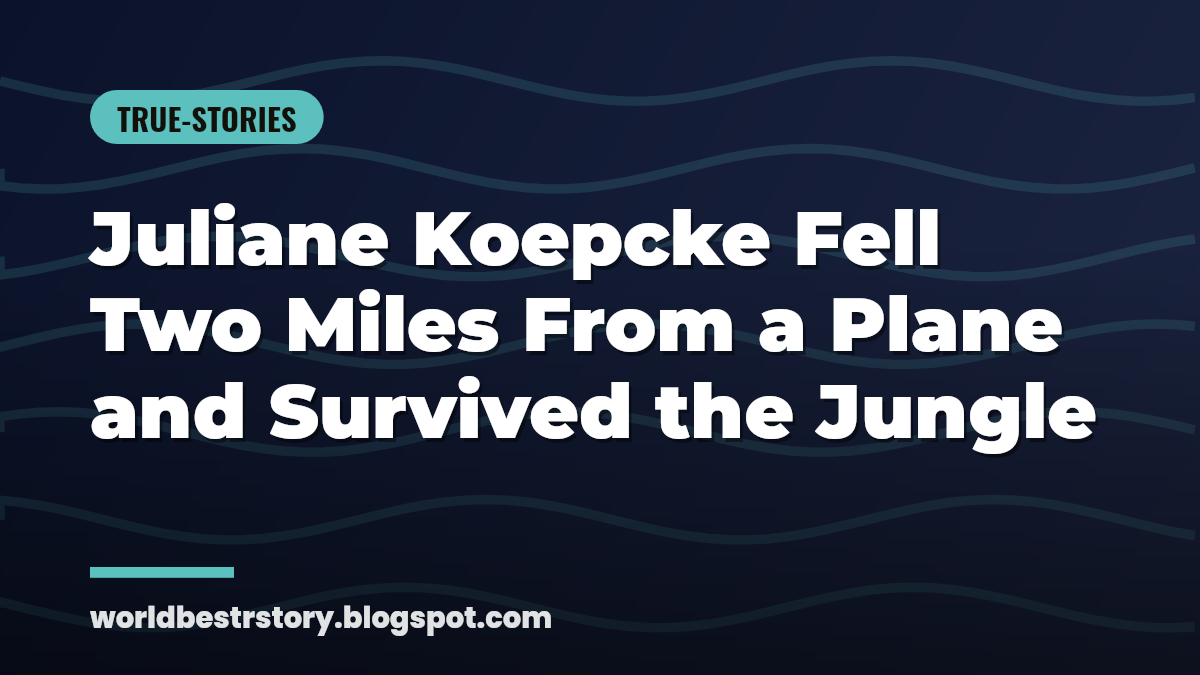 TRUE-STORIES
Juliane Koepcke Fell
Two Miles From a Plane
and Survived the Jungle
worldbestrstory.blogspot.com